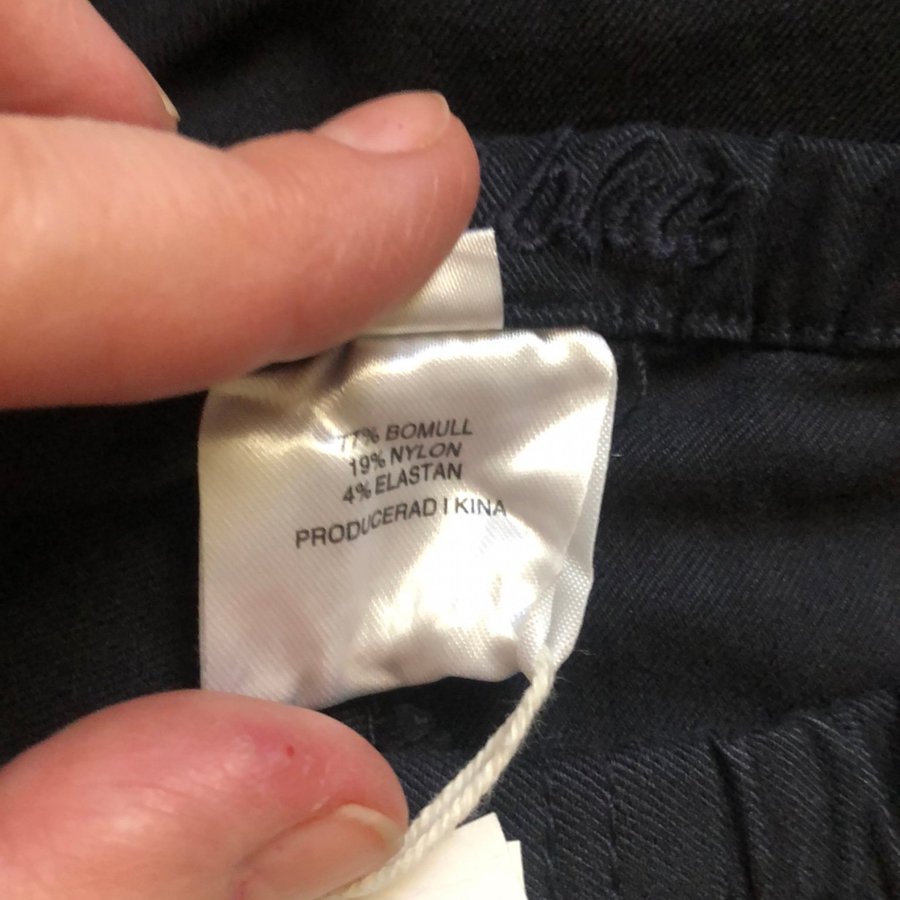 77% BOMULL
19% NYLON
4% ELASTAN
PRODUCERAD I KINA